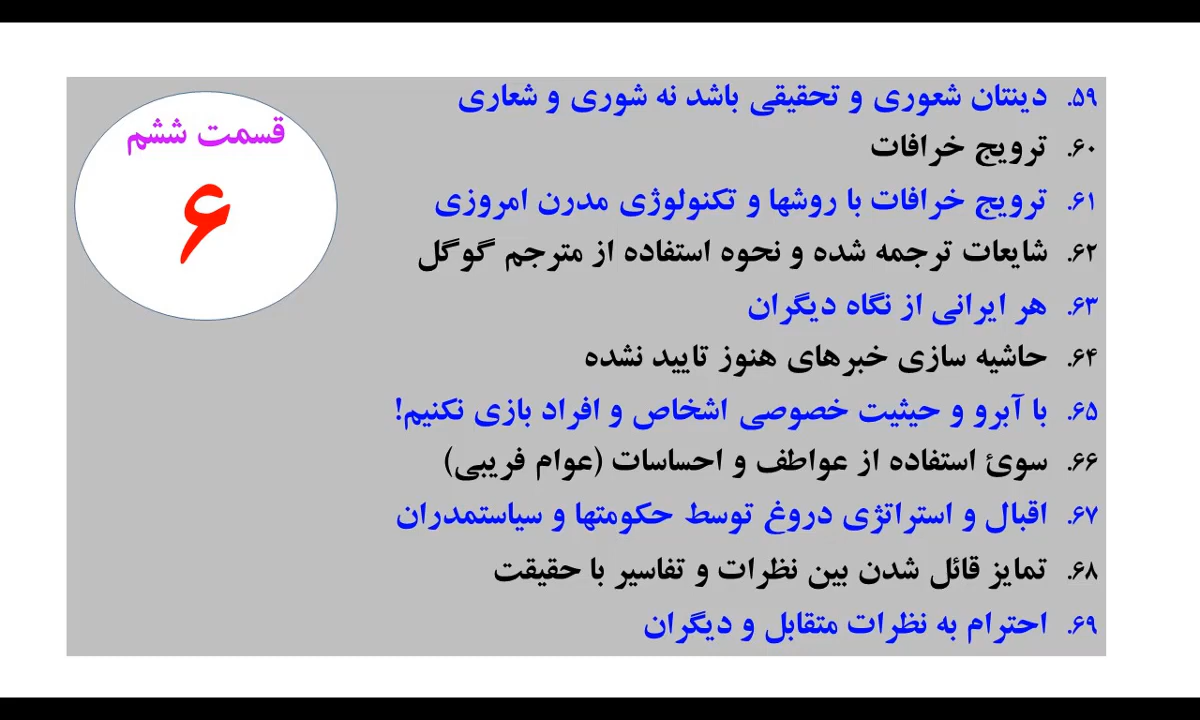 قسمت ششم
۶
۵۹. دینتان شعوری و تحقیقی باشد نه شوری و شعاری
۶۰. ترویج خرافات
۶۱. ترویج خرافات با روشها و تکنولوژی مدرن امروزی
۶۲. شایعات ترجمه شده و نحوه استفاده از مترجم گوگل
۶۳. هر ایرانی از نگاه دیگران
۶۴. حاشیه سازی خبرهای هنوز تایید نشده
۶۵. با آبرو و حیثیت خصوصی اشخاص و افراد بازی نکنیم!
۶۶. سوئ استفاده از عواطف و احساسات (عوام فریبی)
۶۷. اقبال و استراتژی دروغ توسط حکومتها و سیاستمدران
۶۸. تمایز قائل شدن بین نظرات و تفاسیر با حقیقت
۶۹. احترام به نظرات متقابل و دیگران